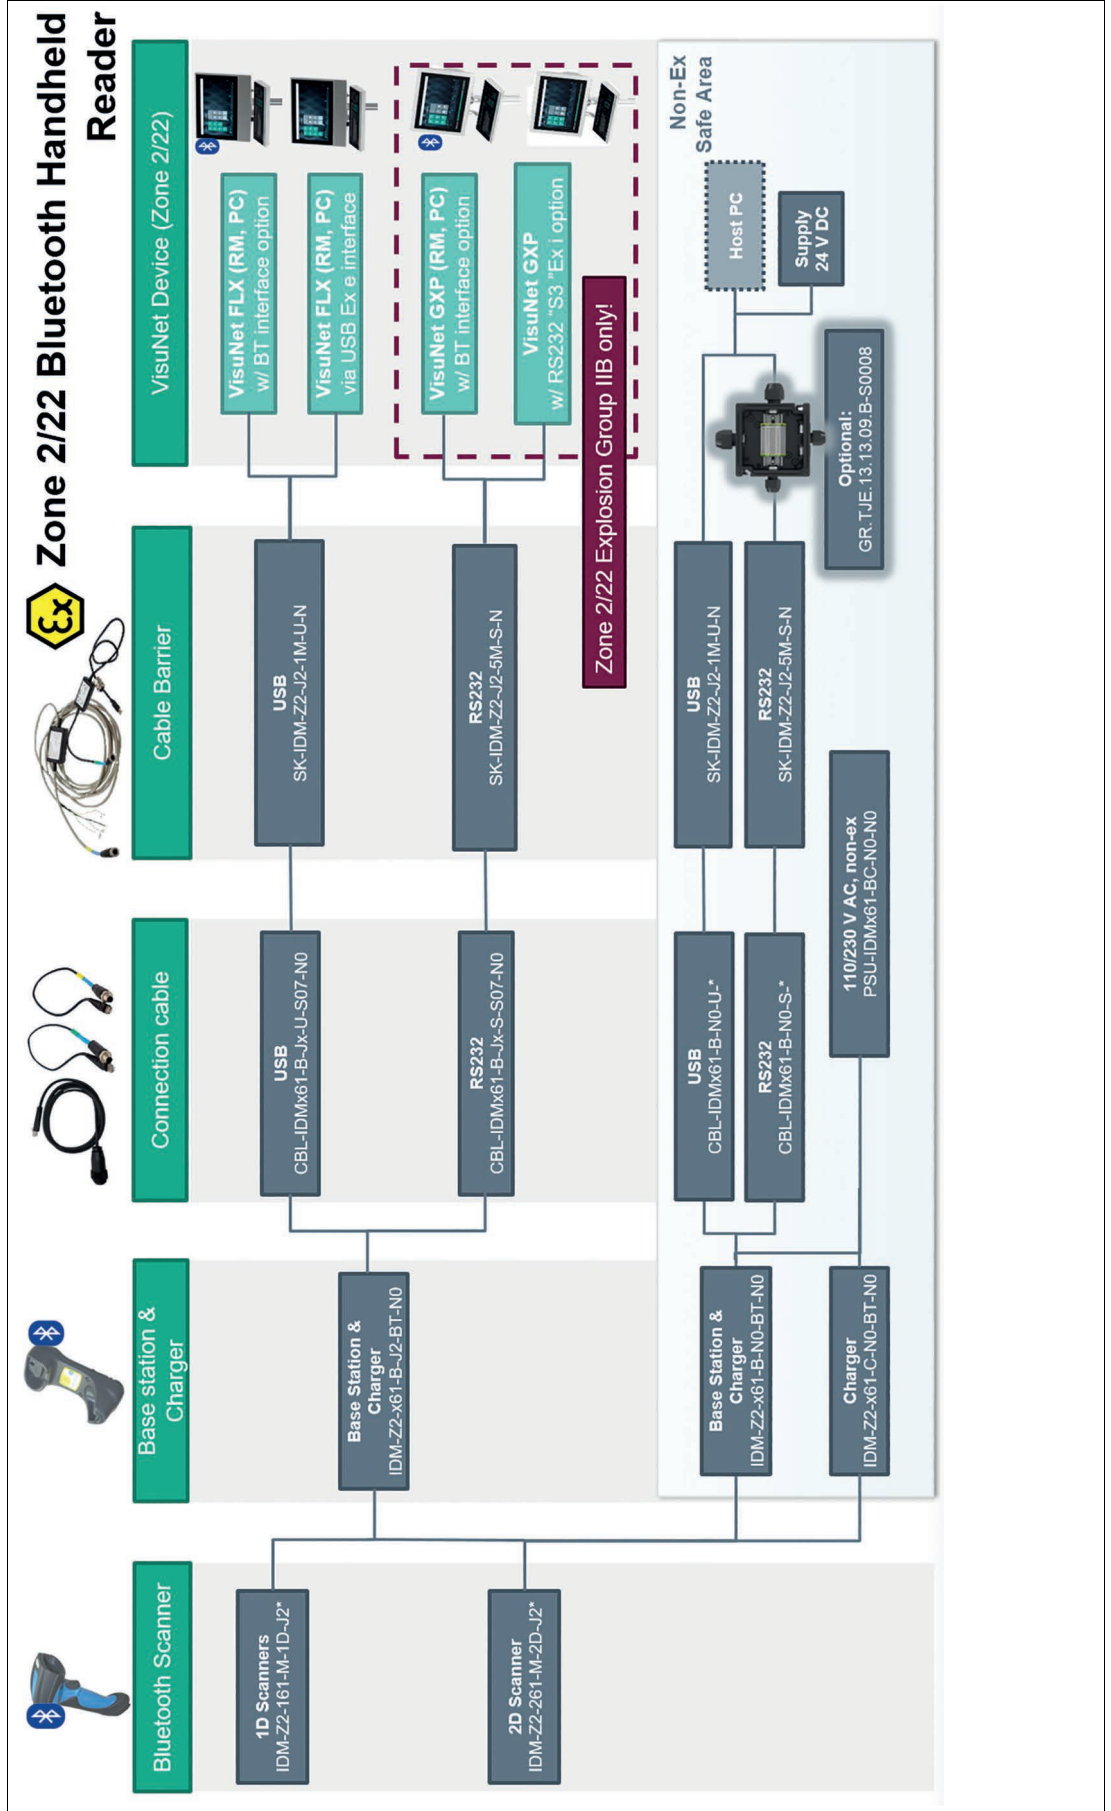 Zone 2/22 Bluetooth Handheld
Reader
Ex
Bluetooth Scanner
Base station &
Charger
Connection cable
Cable Barrier
VisuNet Device (Zone 2/22)
1D Scanners
IDM-Z2-161-M-1D-J2*
2D Scanner
IDM-Z2-261-M-2D-J2*
Base Station &
Charger
IDM-Z2-x61-B-J2-BT-N0
USB
CBL-IDMx61-B-Jx-U-S07-N0
RS232
CBL-IDMx61-B-Jx-S-S07-N0
USB
SK-IDM-Z2-J2-1M-U-N
RS232
SK-IDM-Z2-J2-5M-S-N
VisuNet FLX (RM, PC)
w/ BT interface option
VisuNet FLX (RM, PC)
via USB Ex e interface
VisuNet GXP (RM, PC)
w/ BT interface option
VisuNet GXP
w/ RS232 "S3 "Ex i option
Zone 2/22 Explosion Group IIB only!
Non-Ex
Safe Area
Base Station &
Charger
IDM-Z2-x61-B-N0-BT-N0
Charger
IDM-Z2-x61-C-N0-BT-N0
USB
CBL-IDMx61-B-N0-U-*
RS232
CBL-IDMx61-B-N0-S-*
110/230 V AC, non-ex
PSU-IDMx61-BC-N0-N0
USB
SK-IDM-Z2-J2-1M-U-N
RS232
SK-IDM-Z2-J2-5M-S-N
Host PC
Supply
24 V DC
Optional:
GR.TJE.13.13.09.B-S0008